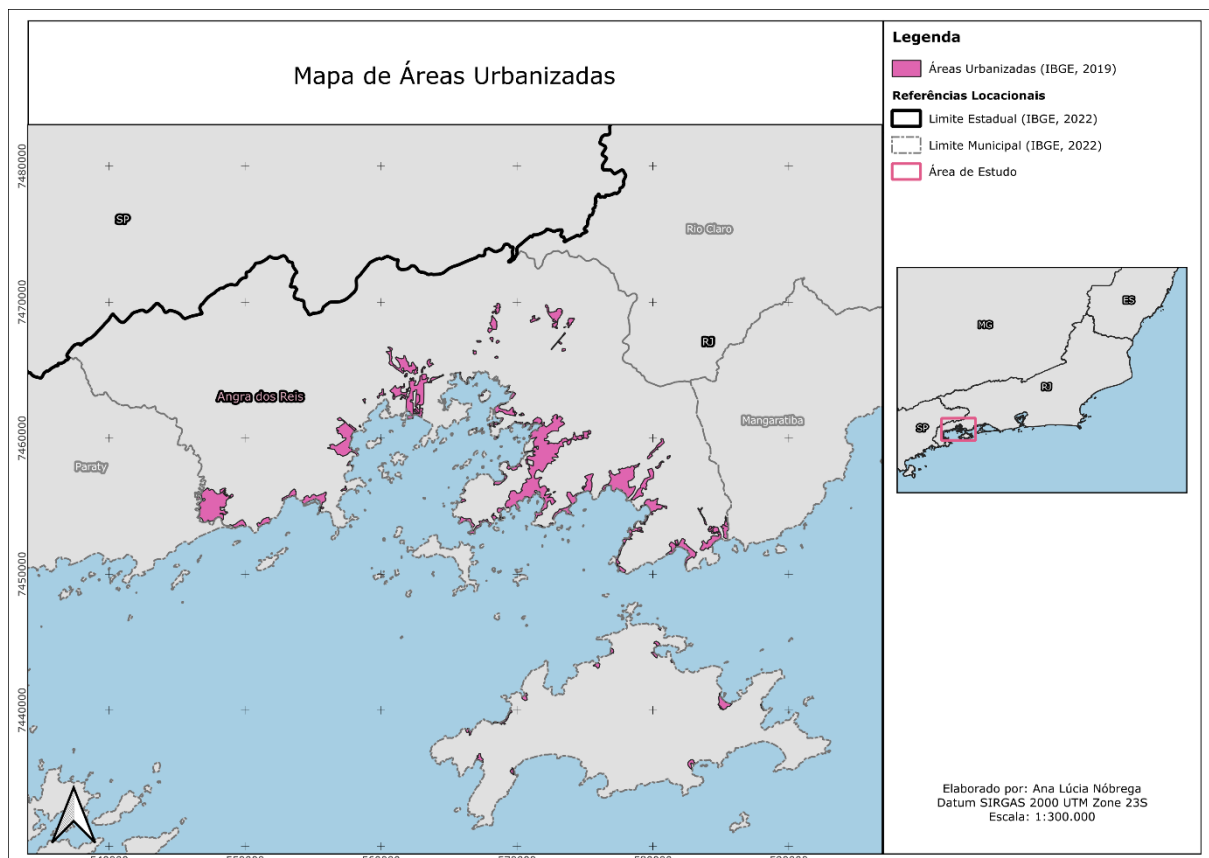 Mapa de Áreas Urbanizadas
Legenda
Áreas Urbanizadas (IBGE, 2019)
Referências Locacionais
Limite Estadual (IBGE, 2022)
Limite Municipal (IBGE, 2022)
Área de Estudo
7480000
7470000
7460000
7450000
7440000
SP
Rio Claro
RJ
Angra dos Reis
Mangaratiba
Paraty
MG
ES
RJ
SP
Elaborado por: Ana Lúcia Nóbrega
Datum SIRGAS 2000 UTM Zone 23S
Escala: 1:300.000